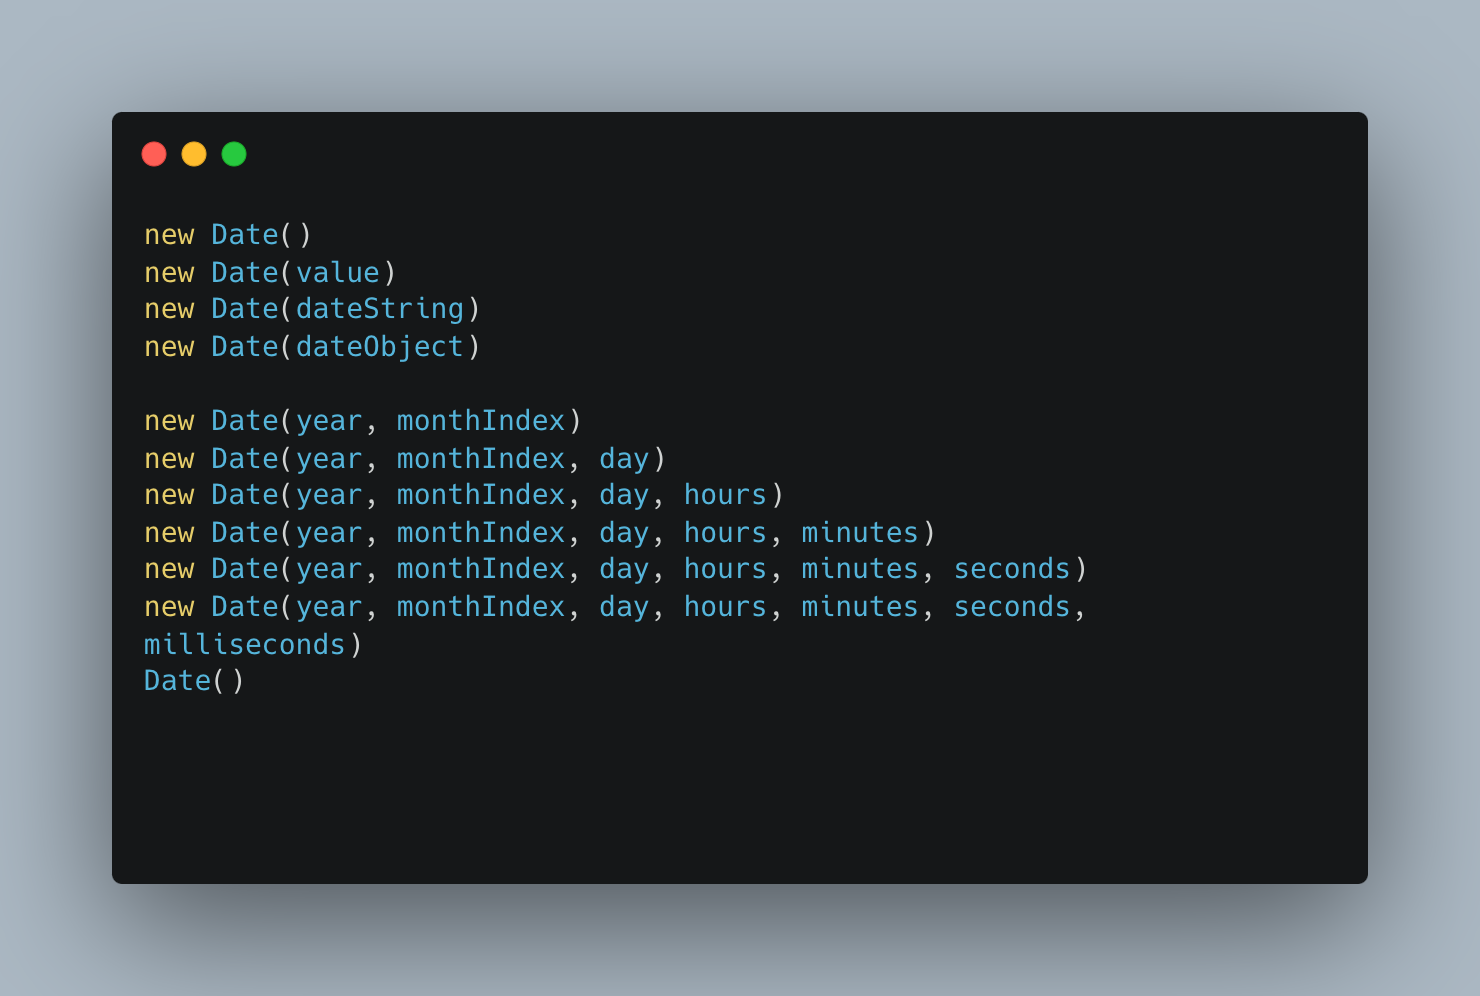 new Date()
new Date(value)
new Date(dateString)
new Date(dateObject)
new Date(year, monthIndex)
new Date(year, monthIndex, day)
new Date(year, monthIndex, day, hours)
new Date(year, monthIndex, day, hours, minutes)
new Date(year, monthIndex, day, hours, minutes, seconds)
new Date(year, monthIndex, day, hours, minutes, seconds,
milliseconds)
Date()